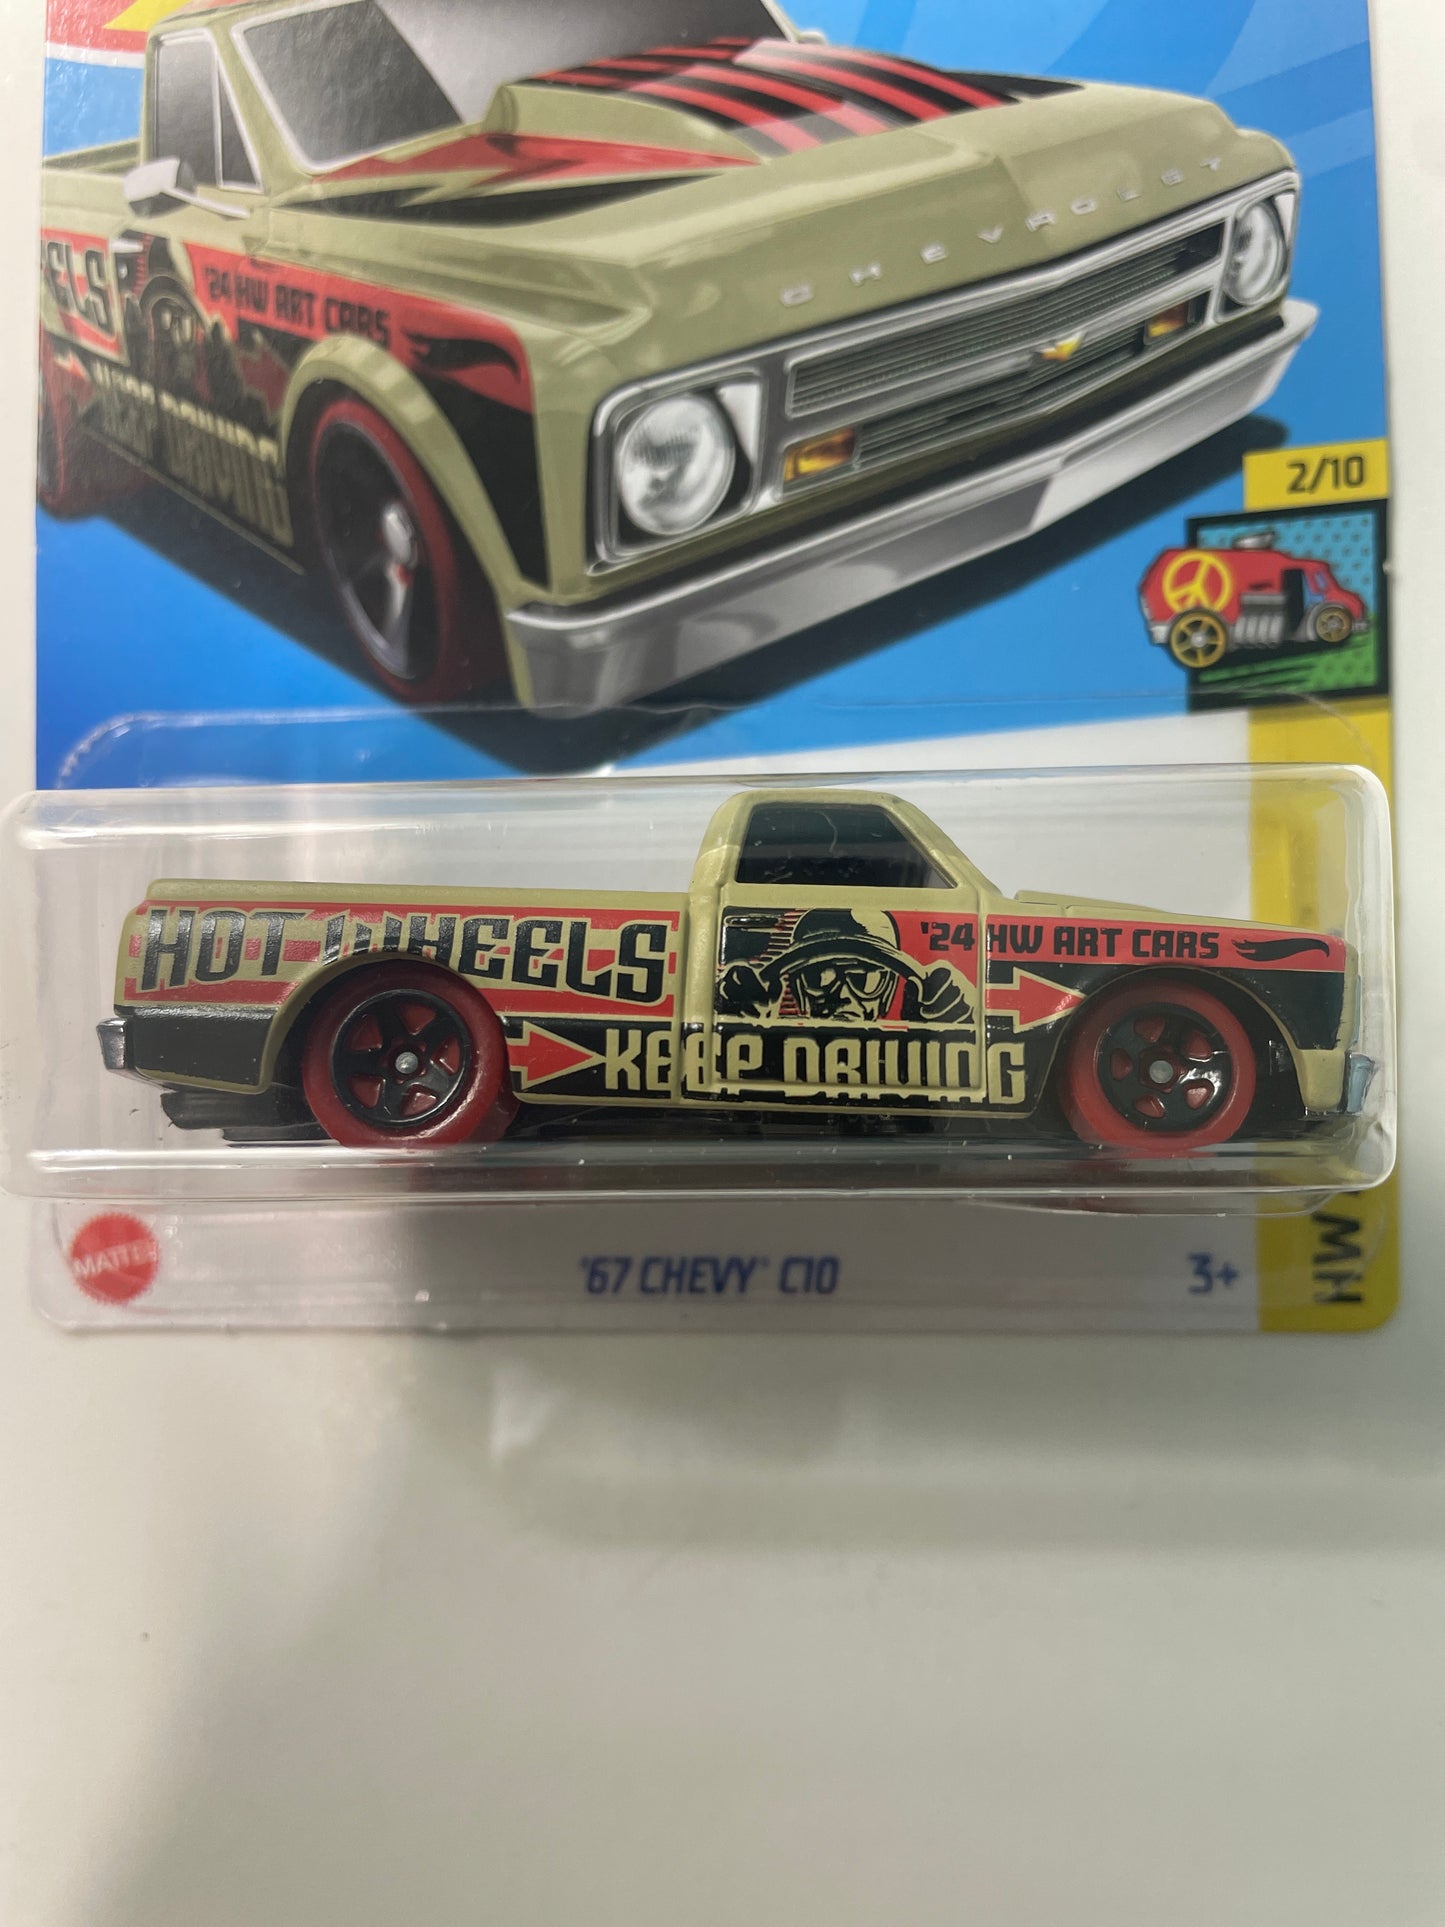 CHEVROLET
ELS
'24 HW ART CARS
KEEP DRIVING
2/10
HOT WHEELS
'24 HW ART CARS
KEEP DRIVING
MATTEL
'67 CHEVY C10
3+
HW